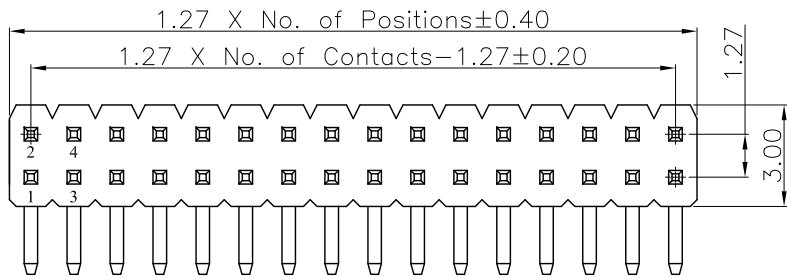 1.27 X No. of Positions±0.40
1.27 X No. of Contacts-1.27±0.20
1.27
3.00
2 4
1 3